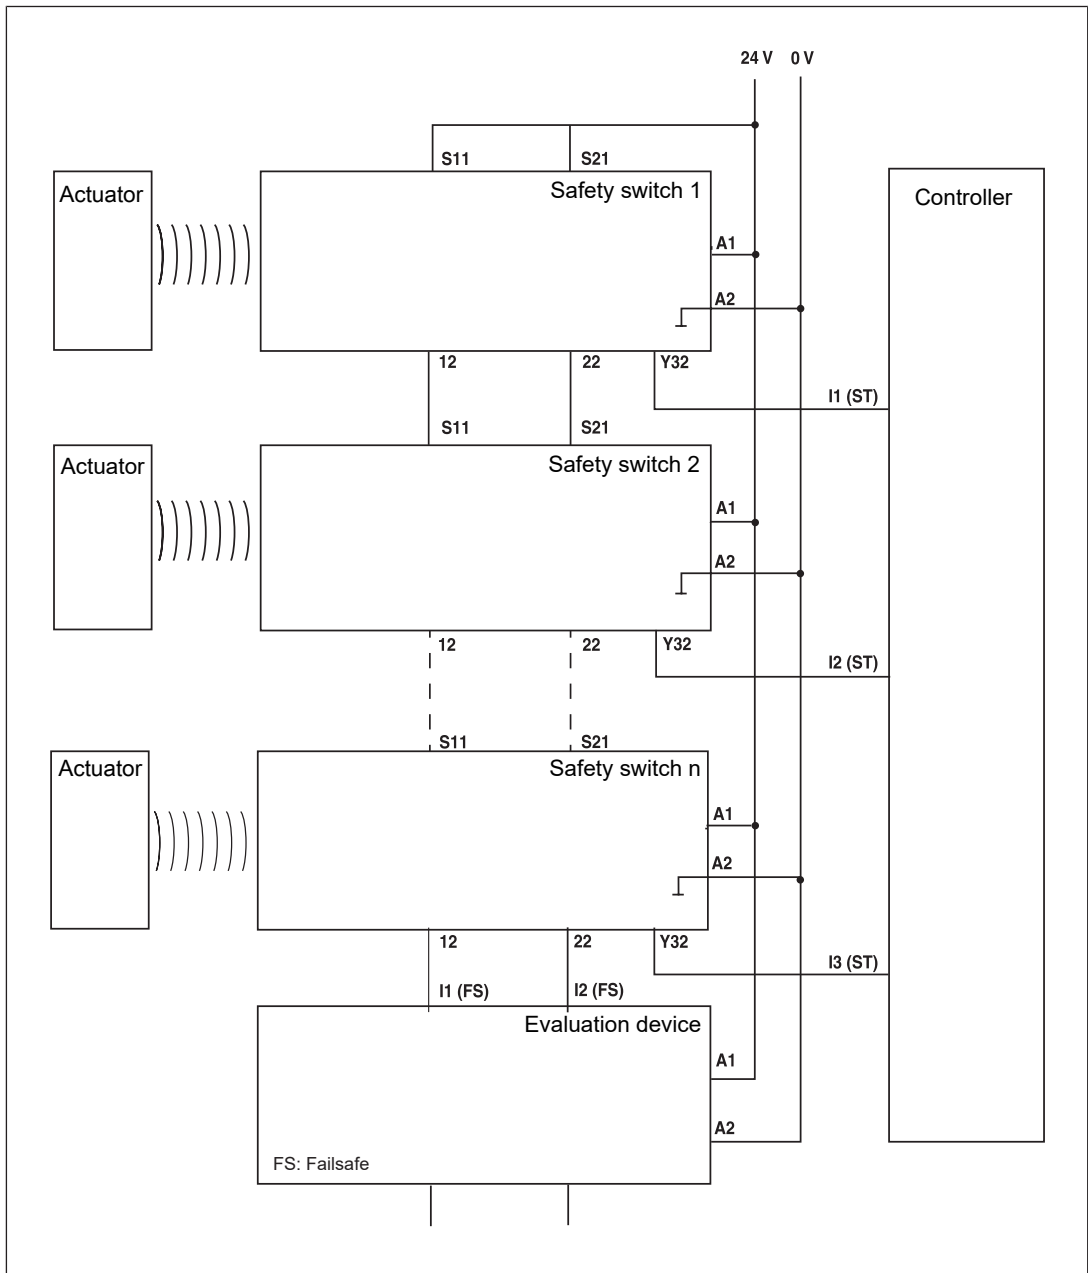 24 V 0 V
S11 S21
Actuator
Safety switch 1
Controller
A1
A2
12 22 Y32
I1 (ST)
S11 S21
Actuator
Safety switch 2
A1
A2
12 22 Y32
I2 (ST)
S11 S21
Actuator
Safety switch n
A1
A2
12 22 Y32
I3 (ST)
I1 (FS) I2 (FS)
Evaluation device
A1
A2
FS: Failsafe